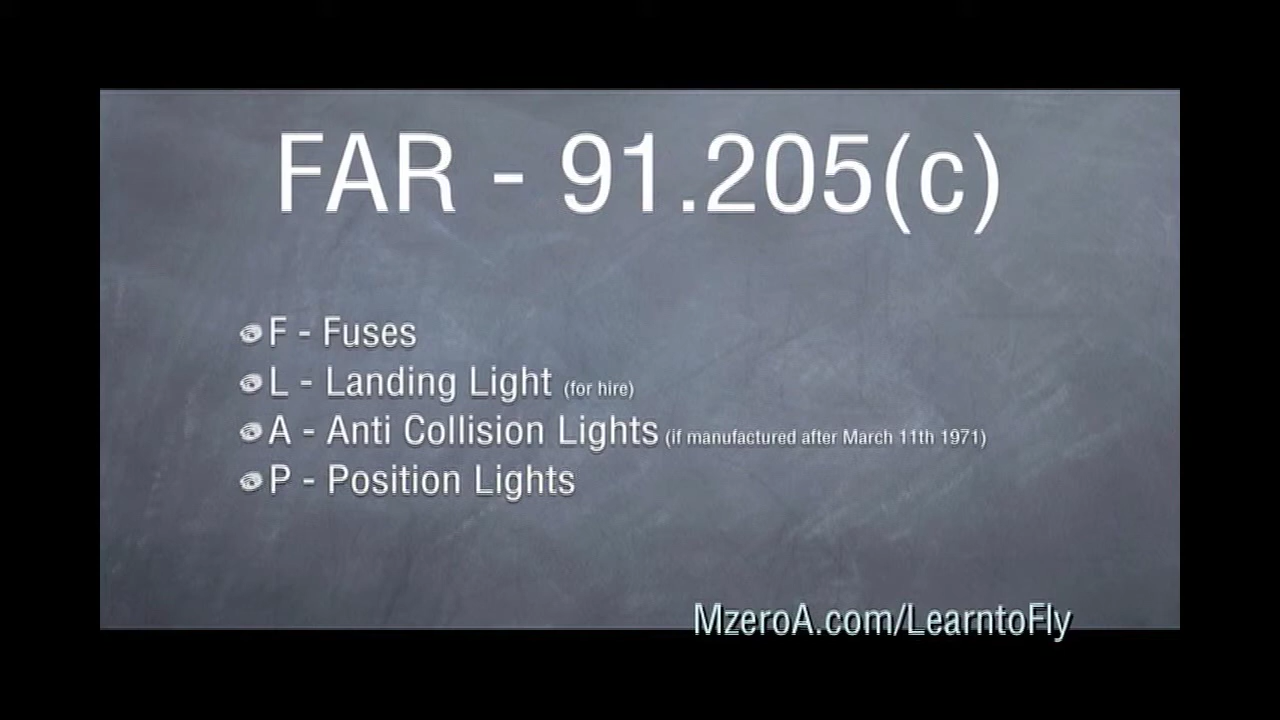 FAR - 91.205(c)
F - Fuses
L - Landing Light (for hire)
A - Anti Collision Lights (if manufactured after March 11th 1971)
P - Position Lights
MzeroA.com/LearntoFly